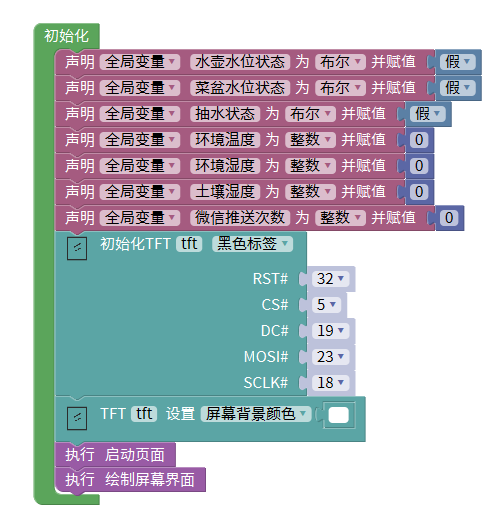 初始化
声明 全局变量 水壶水位状态 为 布尔 并赋值 假
声明 全局变量 菜盆水位状态 为 布尔 并赋值 假
声明 全局变量 抽水状态 为 布尔 并赋值 假
声明 全局变量 环境温度 为 整数 并赋值 0
声明 全局变量 环境湿度 为 整数 并赋值 0
声明 全局变量 土壤湿度 为 整数 并赋值 0
声明 全局变量 微信推送次数 为 整数 并赋值 0
初始化TFT tft 黑色标签
RST# 32
CS# 5
DC# 19
MOSI# 23
SCLK# 18
TFT tft 设置 屏幕背景颜色
执行 启动页面
执行 绘制屏幕界面